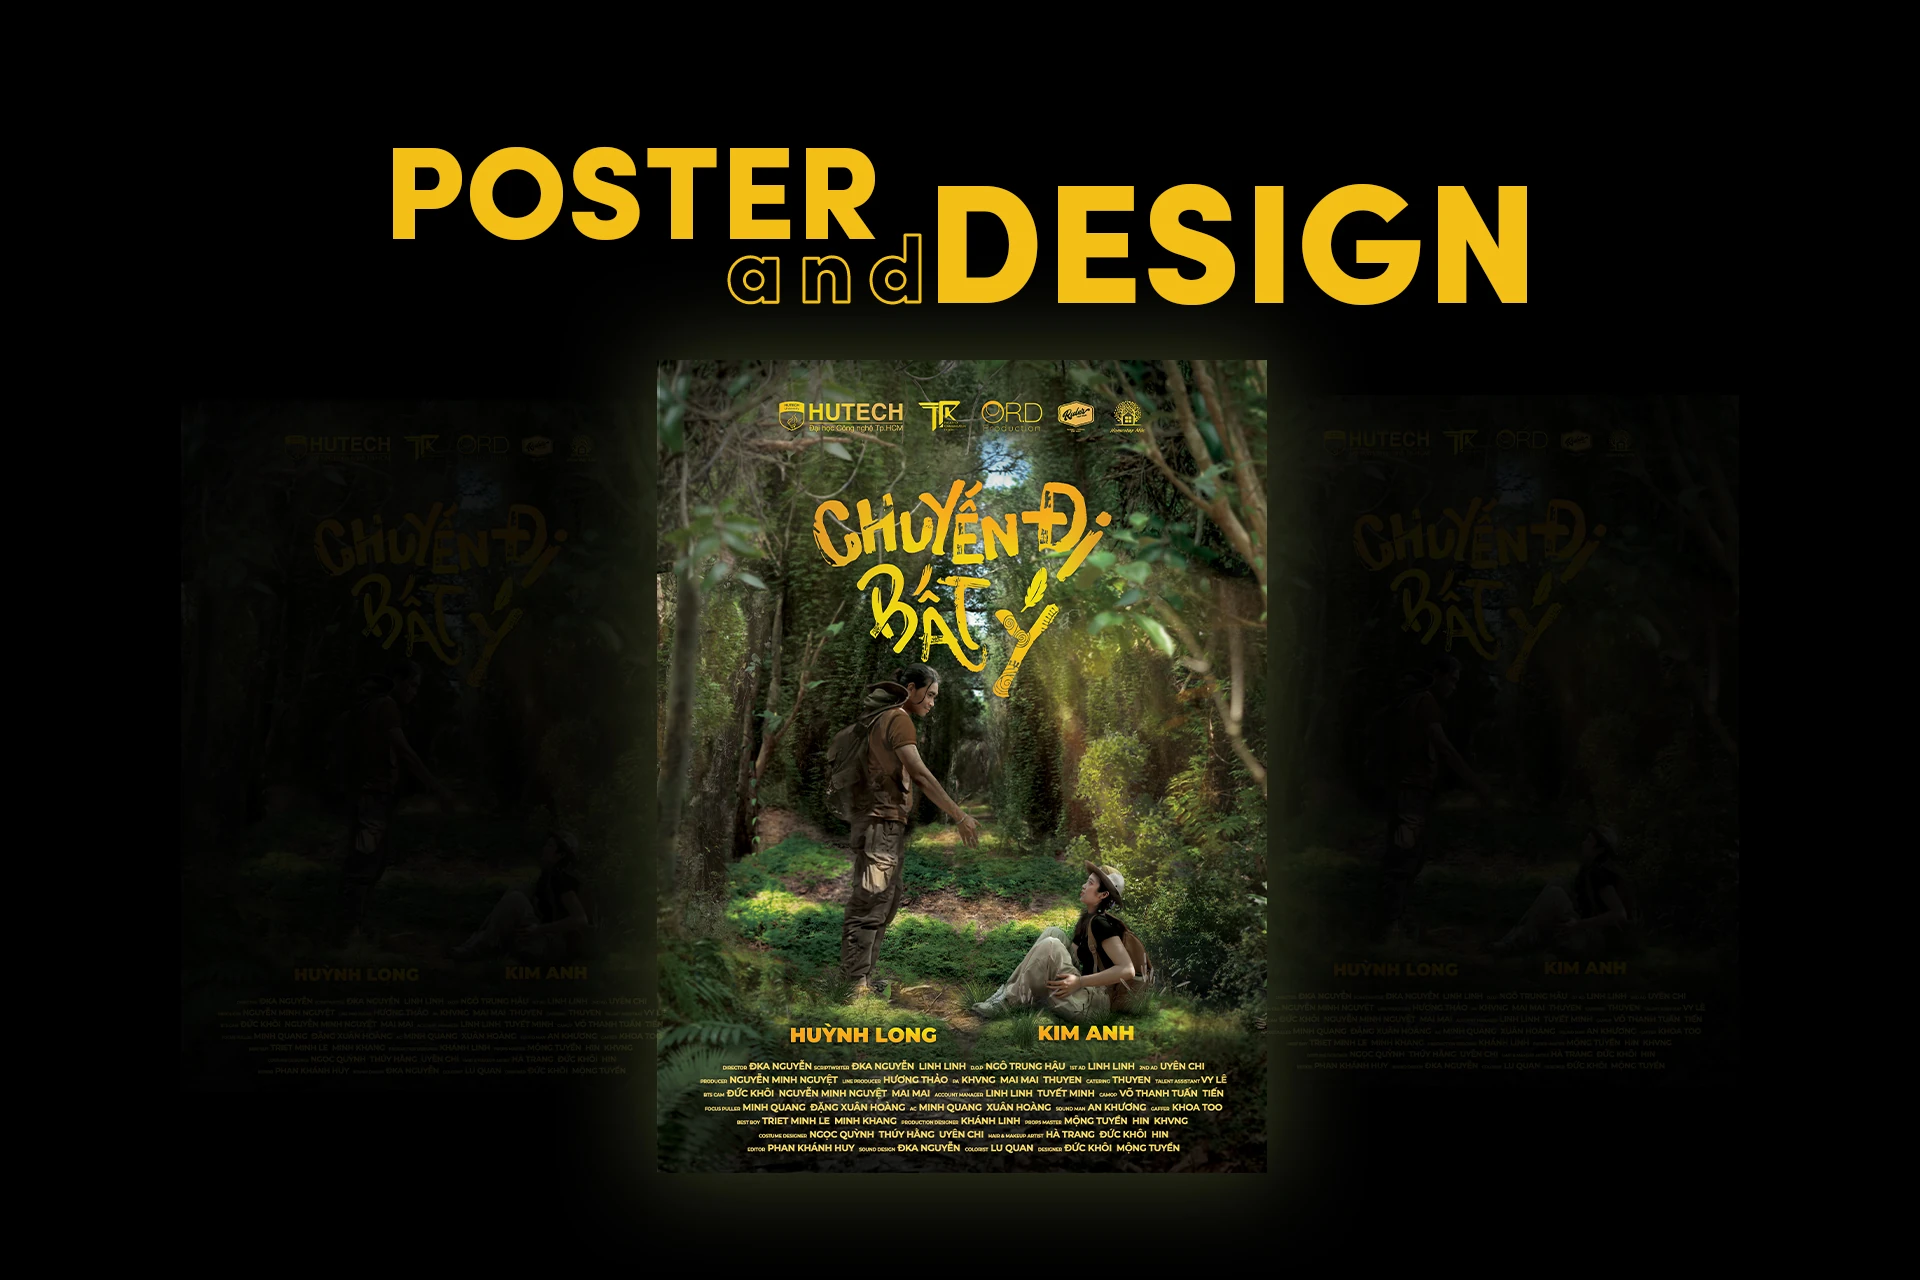 POSTER
and DESIGN
HUTECH
Đại học Công nghệ Tp.HCM
TFK
ORD
Production
Ruler
CHUYẾN ĐI
BẤT Ý
HUỲNH LONG
KIM ANH
DIRECTOR ĐKA NGUYỄN SCRIPTWRITER ĐKA NGUYỄN LINH LINH D.O.P NGÔ TRUNG HẬU 1ST AD LINH LINH 2ND AD UYÊN CHI
PRODUCER NGUYỄN MINH NGUYỆT LINE PRODUCER HƯƠNG THẢO PA KHVNG MAI MAI THUYEN CATERING THUYEN TALENT ASSISTANT VY LÊ
BTS CAM ĐỨC KHÔI NGUYỄN MINH NGUYỆT MAI MAI ACCOUNT MANAGER LINH LINH TUYẾT MINH CAMOP VÕ THANH TUẤN TIẾN
FOCUS PULLER MINH QUANG ĐẶNG XUÂN HOÀNG AC MINH QUANG XUÂN HOÀNG SOUND MAN AN KHƯƠNG GAFFER KHOA TOO
BEST BOY TRIET MINH LE MINH KHANG PRODUCTION DESIGNER KHÁNH LINH PROPS MASTER MỘNG TUYỀN HIN KHVNG
COSTUME DESIGNER NGỌC QUỲNH THÚY HẰNG UYÊN CHI HAIR & MAKEUP ARTIST HÀ TRANG ĐỨC KHÔI HIN
EDITOR PHAN KHÁNH HUY SOUND DESIGN ĐKA NGUYỄN COLORIST LU QUAN DESIGNER ĐỨC KHÔI MỘNG TUYỀN